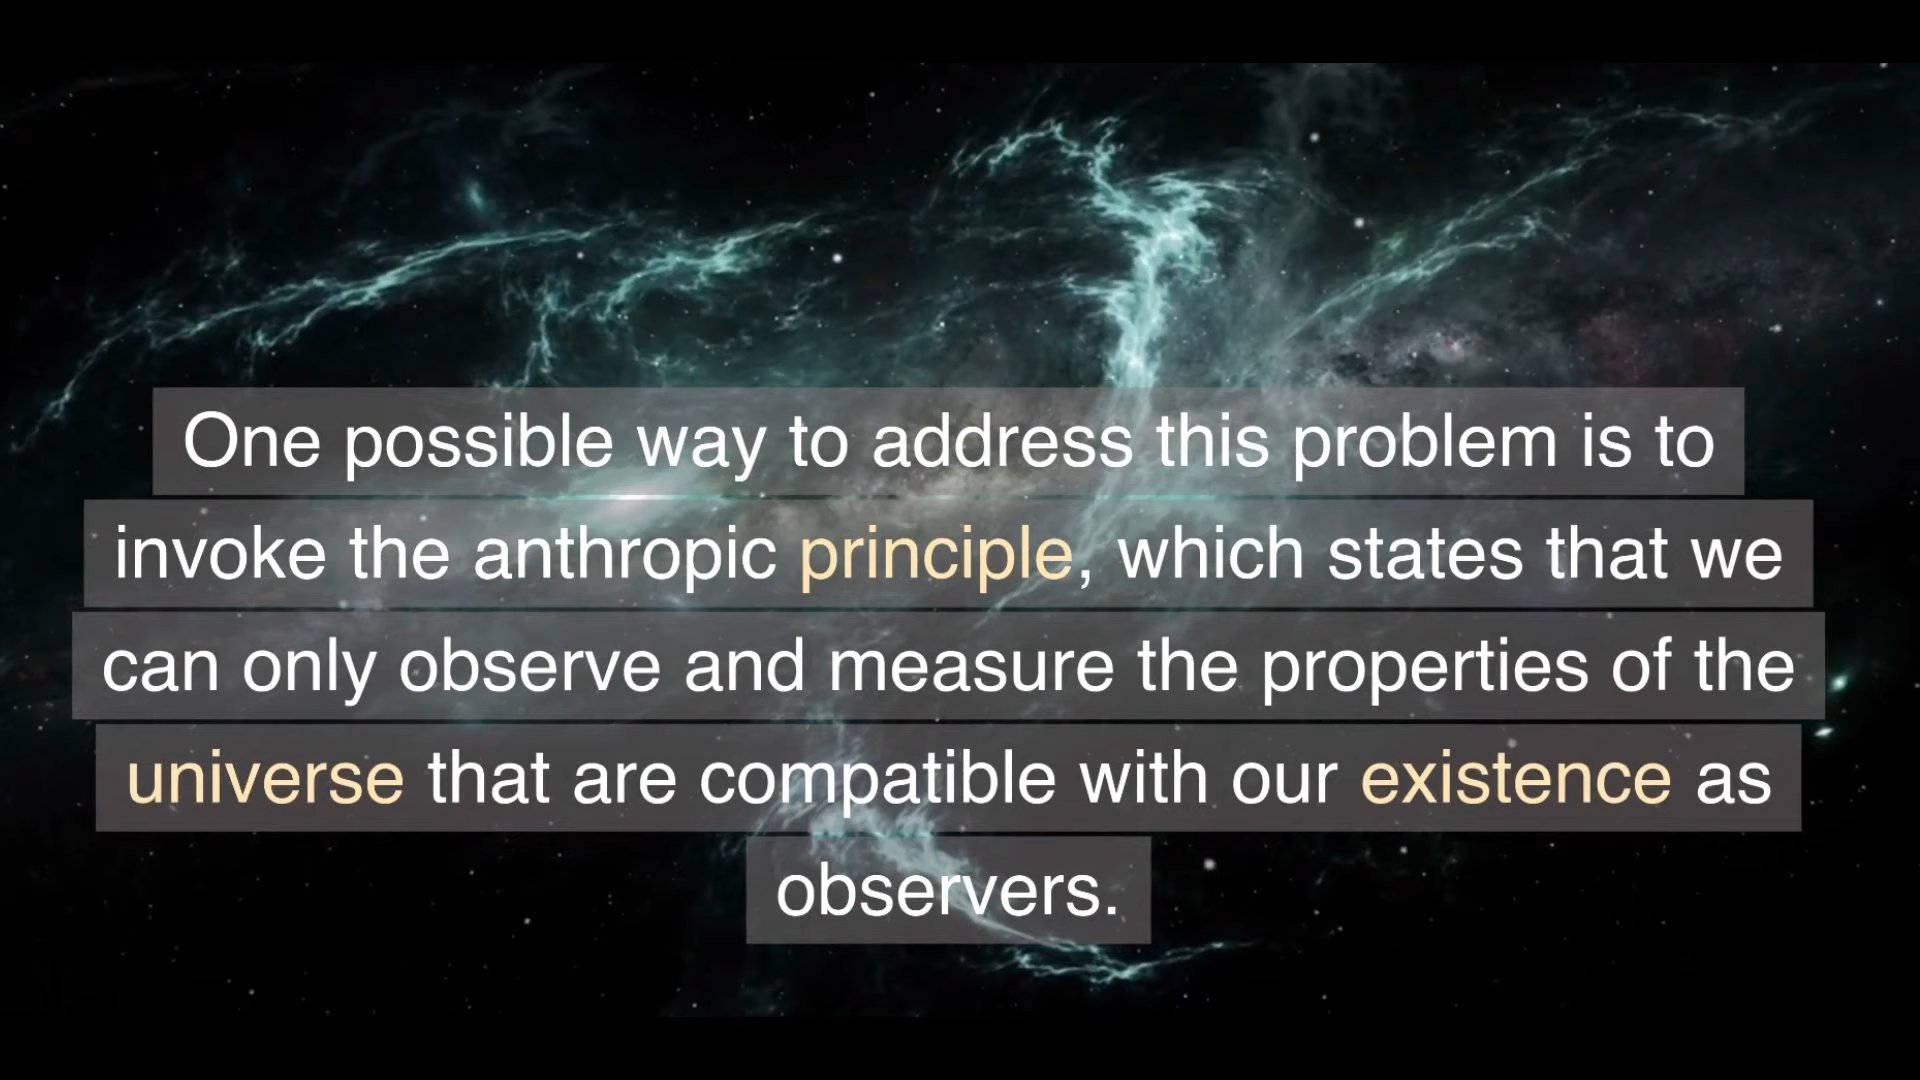 One possible way to address this problem is to
invoke the anthropic principle, which states that we
can only observe and measure the properties of the
universe that are compatible with our existence as
observers.